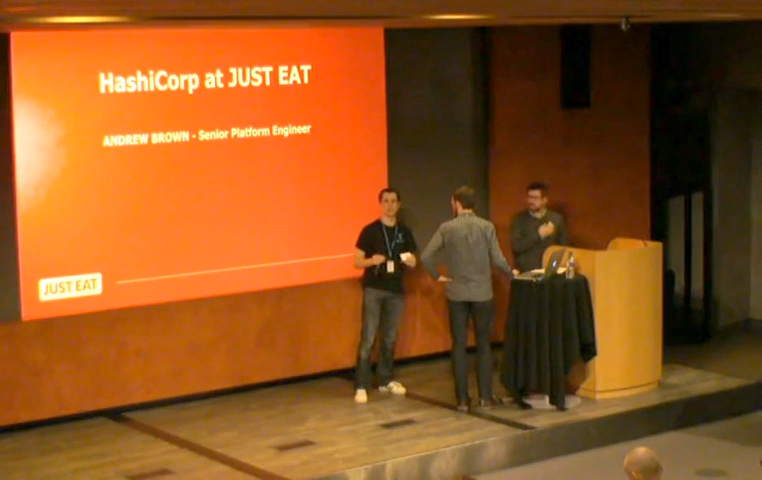 HashiCorp at JUST EAT
ANDREW BROWN - Senior Platform Engineer
JUST EAT